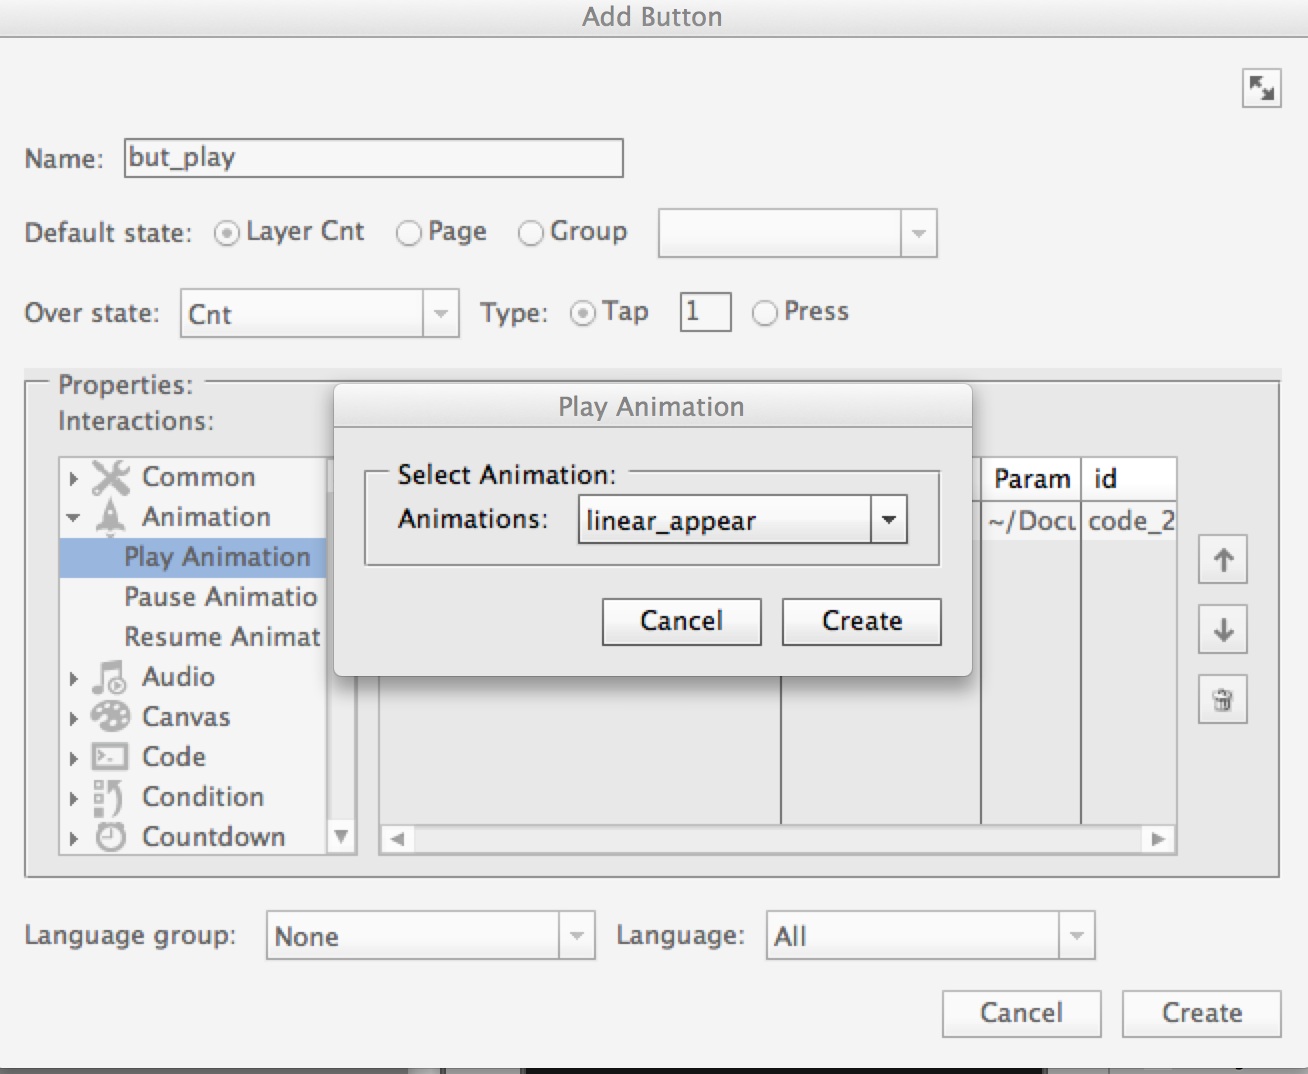 Add Button
Name: but_play
Default state: Layer Cnt Page Group
Over state: Cnt Type: Tap 1 Press
Properties:
Interactions:
Play Animation
Select Animation:
Animations: linear_appear
Cancel Create
Common
Animation
Play Animation
Pause Animatio
Resume Animat
Audio
Canvas
Code
Condition
Countdown
Param id
~/Docu code_2
Language group: None Language: All
Cancel Create